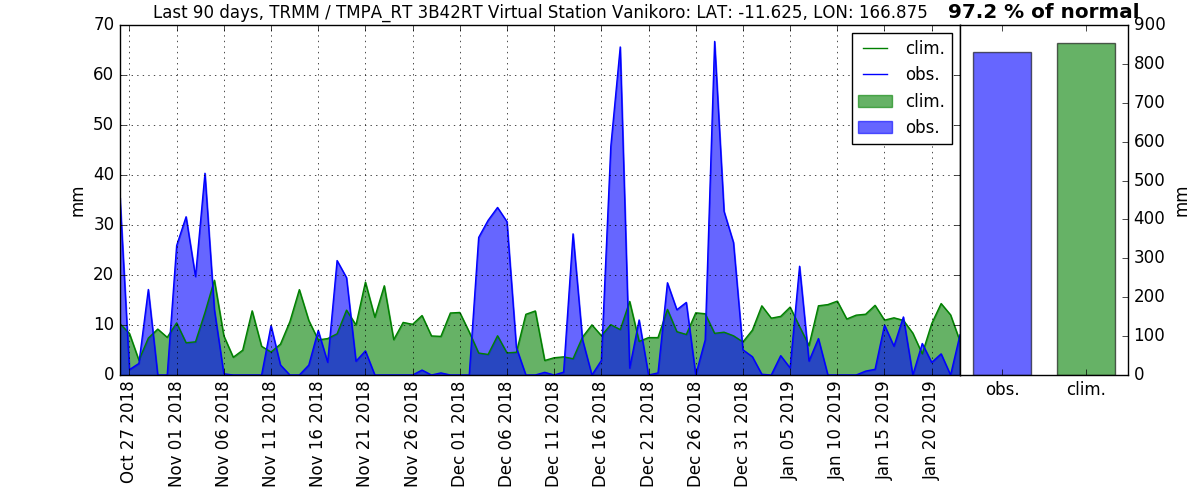 Last 90 days, TRMM / TMPA_RT 3B42RT Virtual Station Vanikoro: LAT: -11.625, LON: 166.875
97.2 % of normal
70
60
50
40
30
20
10
0
mm
clim.
obs.
clim.
obs.
Oct 27 2018
Nov 01 2018
Nov 06 2018
Nov 11 2018
Nov 16 2018
Nov 21 2018
Nov 26 2018
Dec 01 2018
Dec 06 2018
Dec 11 2018
Dec 16 2018
Dec 21 2018
Dec 26 2018
Dec 31 2018
Jan 05 2019
Jan 10 2019
Jan 15 2019
Jan 20 2019
900
800
700
600
500
400
300
200
100
0
mm
obs.
clim.